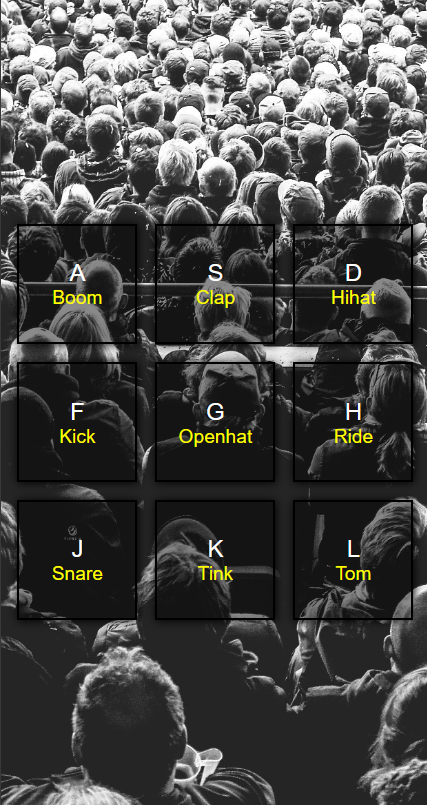 A
Boom
S
Clap
D
Hihat
F
Kick
G
Openhat
H
Ride
J
Snare
K
Tink
L
Tom